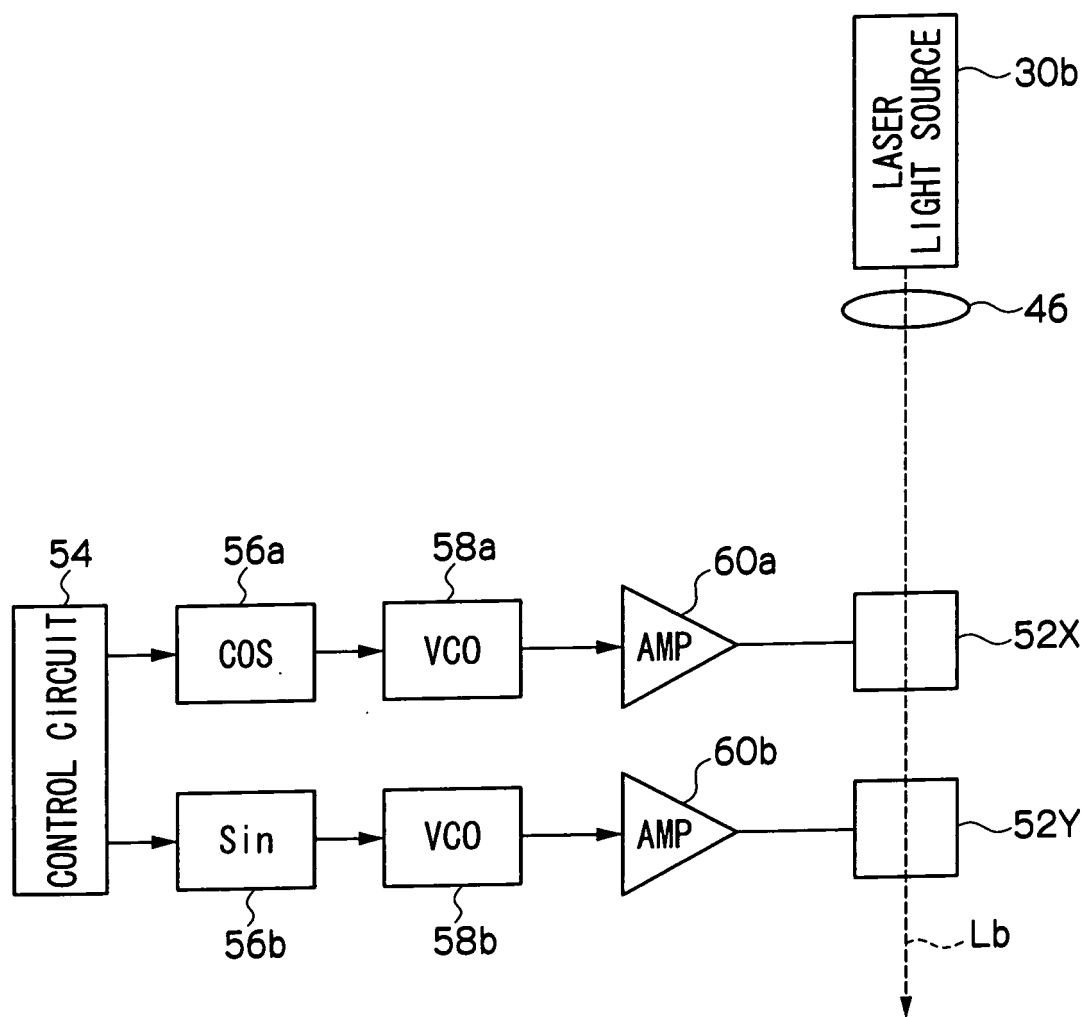 LASER
LIGHT SOURCE
30b
46
54
56a
58a
60a
52X
CONTROL CIRCUIT
COS
VCO
AMP
60b
52Y
Sin
VCO
AMP
56b
58b
Lb